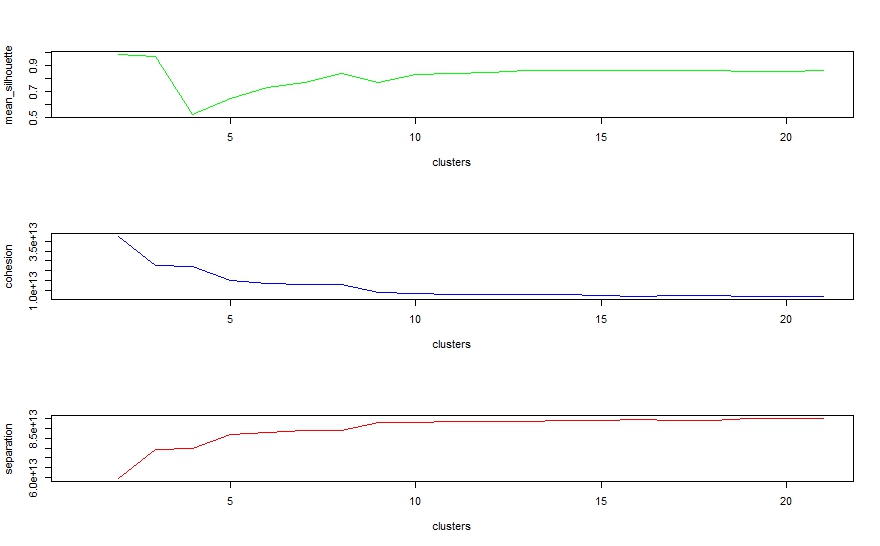 mean_silhouette
0.5 0.7 0.9
5 10 15 20
clusters
cohesion
1.0e+13 3.5e+13
5 10 15 20
clusters
separation
6.0e+13 8.5e+13
5 10 15 20
clusters